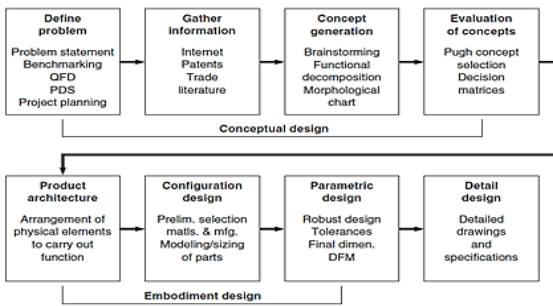 Define
problem
Problem statement
Benchmarking
QFD
PDS
Project planning
Gather
information
Internet
Patents
Trade
literature
Concept
generation
Brainstorming
Functional
decomposition
Morphological
chart
Evaluation
of concepts
Pugh concept
selection
Decision
matrices
Conceptual design
Product
architecture
Arrangement of
physical elements
to carry out
function
Configuration
design
Prelim. selection
matls. & mfg.
Modeling/sizing
of parts
Parametric
design
Robust design
Tolerances
Final dimen.
DFM
Detail
design
Detailed
drawings
and
specifications
Embodiment design